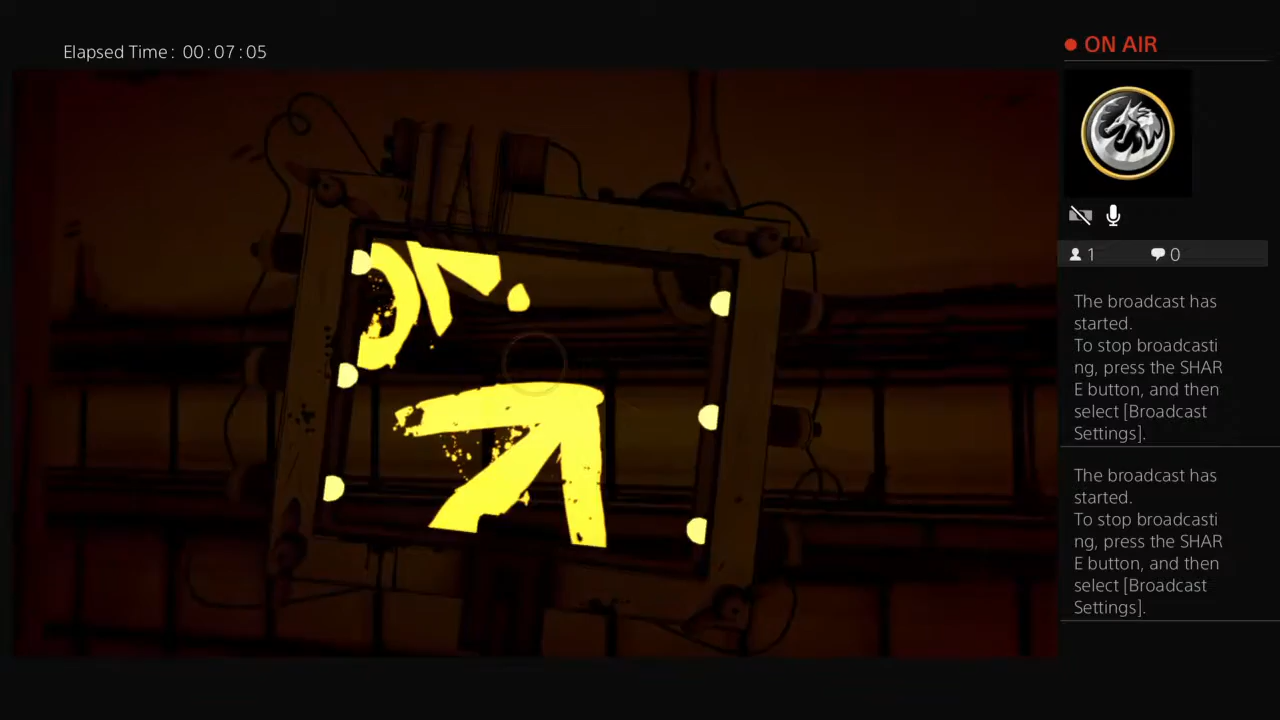 Elapsed Time: 00:07:05
ON AIR
1
0
The broadcast has
started.
To stop broadcasti
ng, press the SHAR
E button, and then
select [Broadcast
Settings].
The broadcast has
started.
To stop broadcasti
ng, press the SHAR
E button, and then
select [Broadcast
Settings].